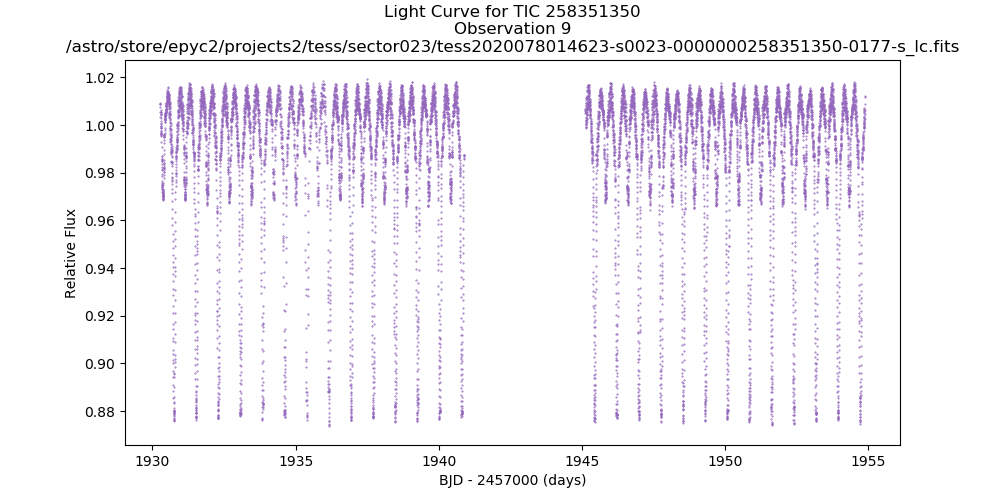 Light Curve for TIC 258351350
Observation 9
/astro/store/epyc2/projects2/tess/sector023/tess2020078014623-s0023-0000000258351350-0177-s_lc.fits
1.02
1.00
0.98
0.96
0.94
0.92
0.90
0.88
Relative Flux
1930
1935
1940
1945
1950
1955
BJD - 2457000 (days)